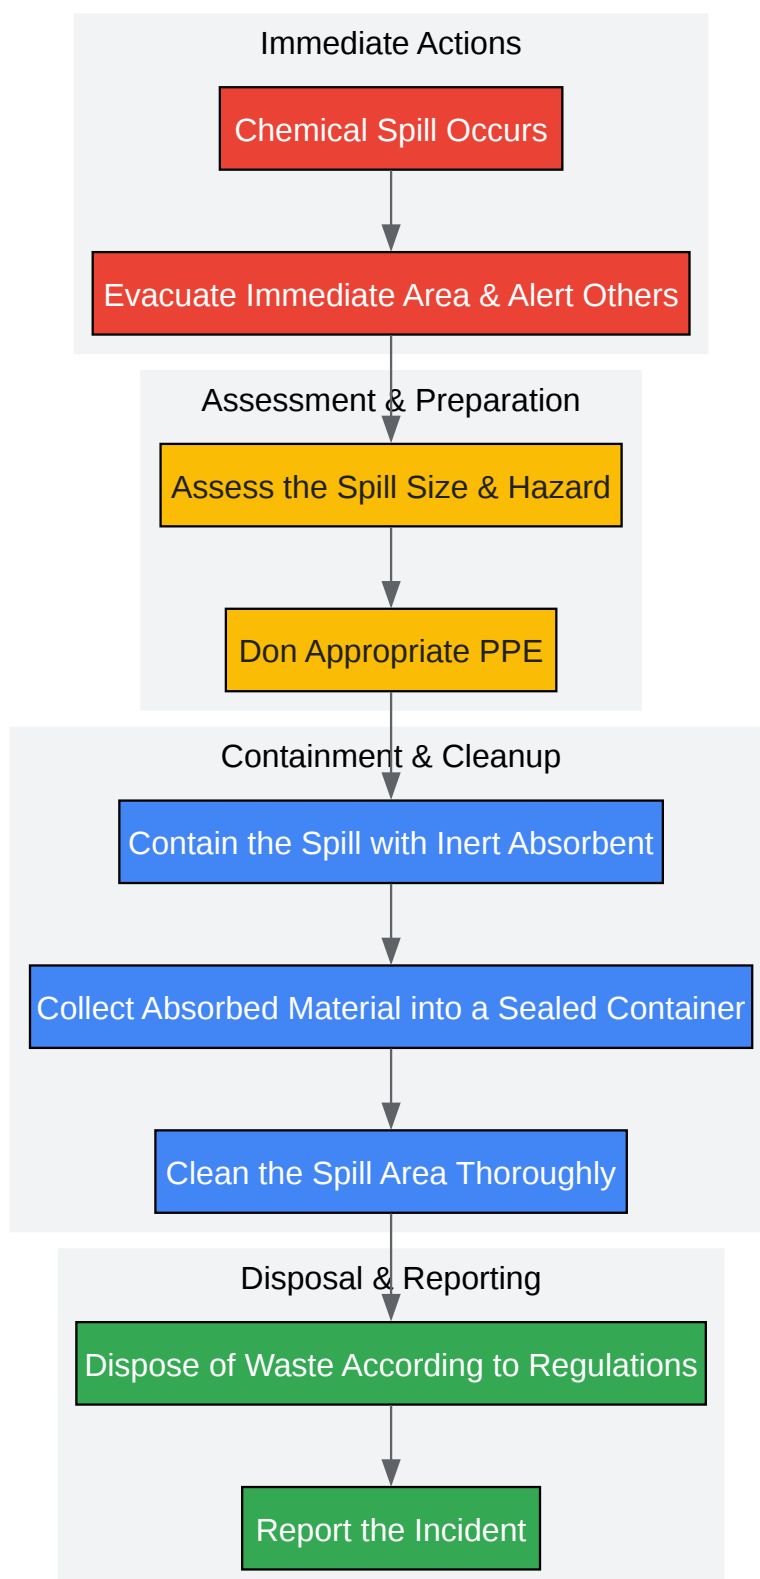 Immediate Actions
Chemical Spill Occurs
Evacuate Immediate Area & Alert Others
Assessment & Preparation
Assess the Spill Size & Hazard
Don Appropriate PPE
Containment & Cleanup
Contain the Spill with Inert Absorbent
Collect Absorbed Material into a Sealed Container
Clean the Spill Area Thoroughly
Disposal & Reporting
Dispose of Waste According to Regulations
Report the Incident